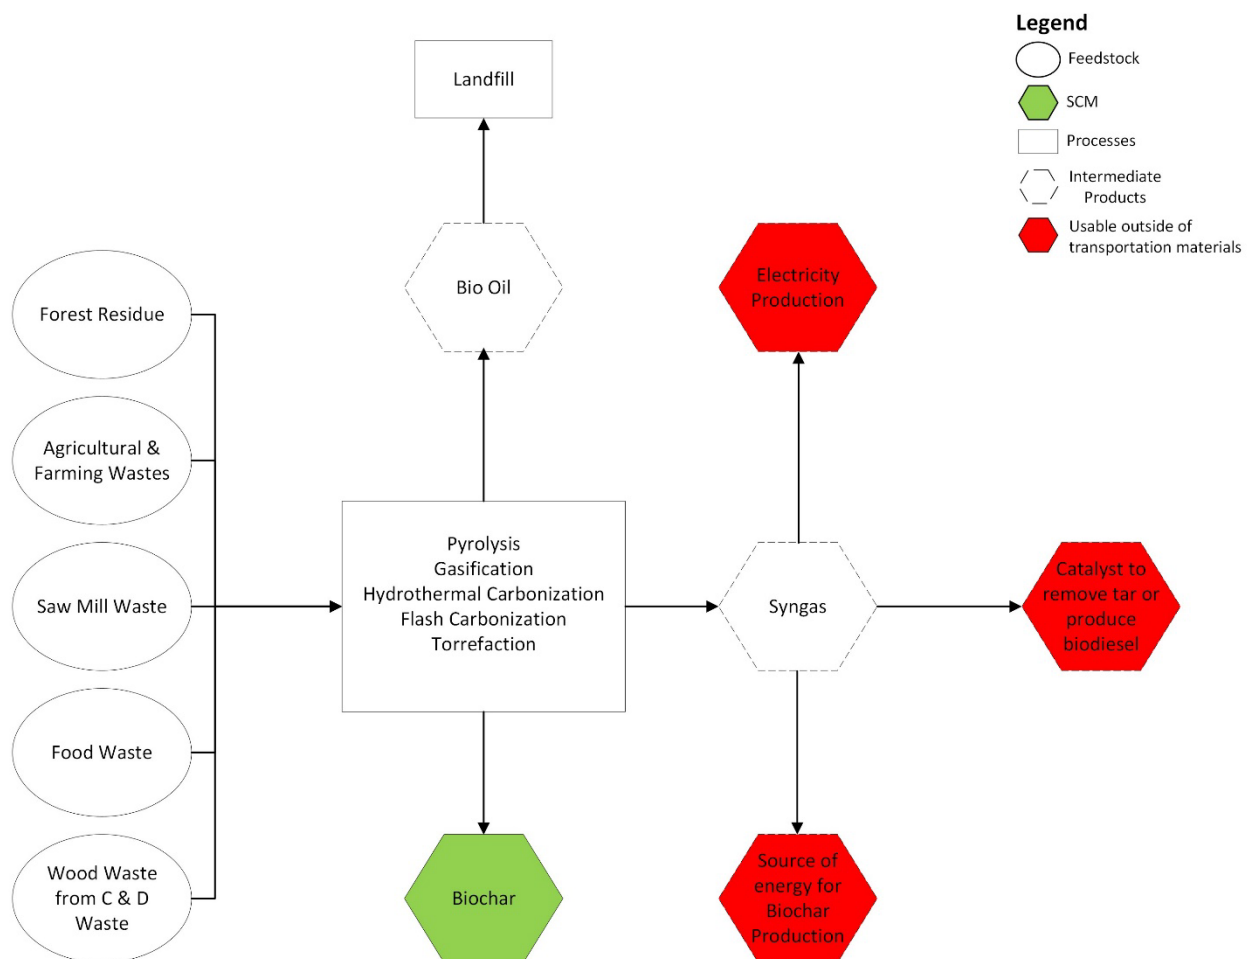 Legend
Feedstock
SCM
Processes
Intermediate
Products
Usable outside of
transportation materials
Landfill
Bio Oil
Electricity
Production
Forest Residue
Agricultural &
Farming Wastes
Saw Mill Waste
Food Waste
Wood Waste
from C & D
Waste
Pyrolysis
Gasification
Hydrothermal Carbonization
Flash Carbonization
Torrefaction
Syngas
Catalyst to
remove tar or
produce
biodiesel
Biochar
Source of
energy for
Biochar
Production